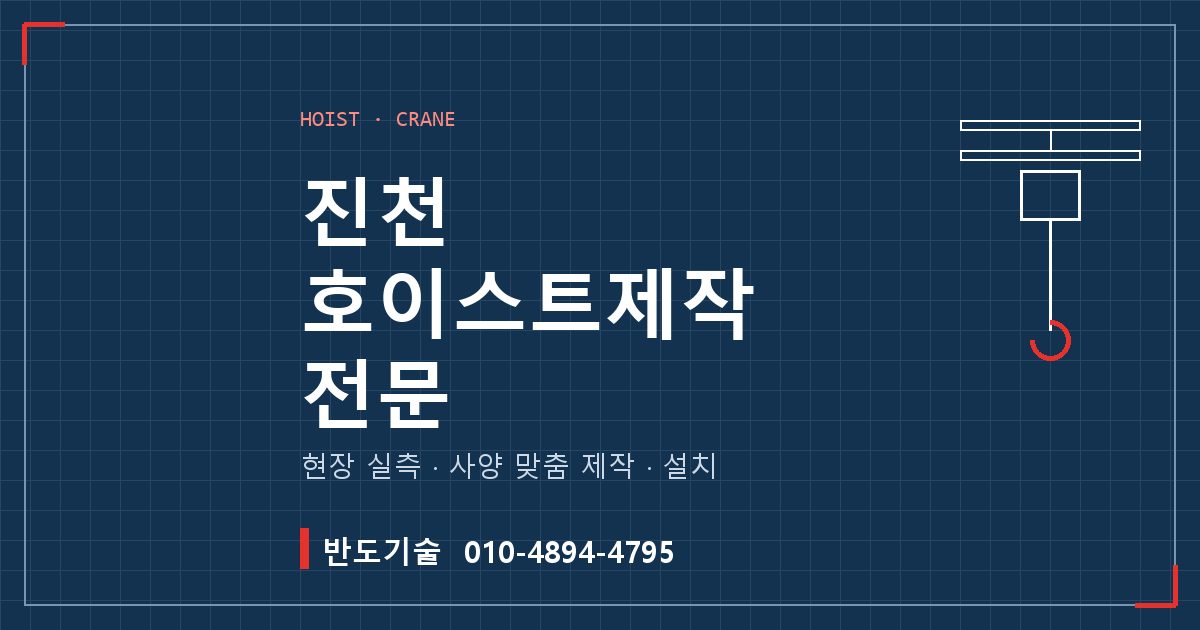 HOIST · CRANE
진천
호이스트제작
전문
현장 실측 · 사양 맞춤 제작 · 설치
반도기술 010-4894-4795